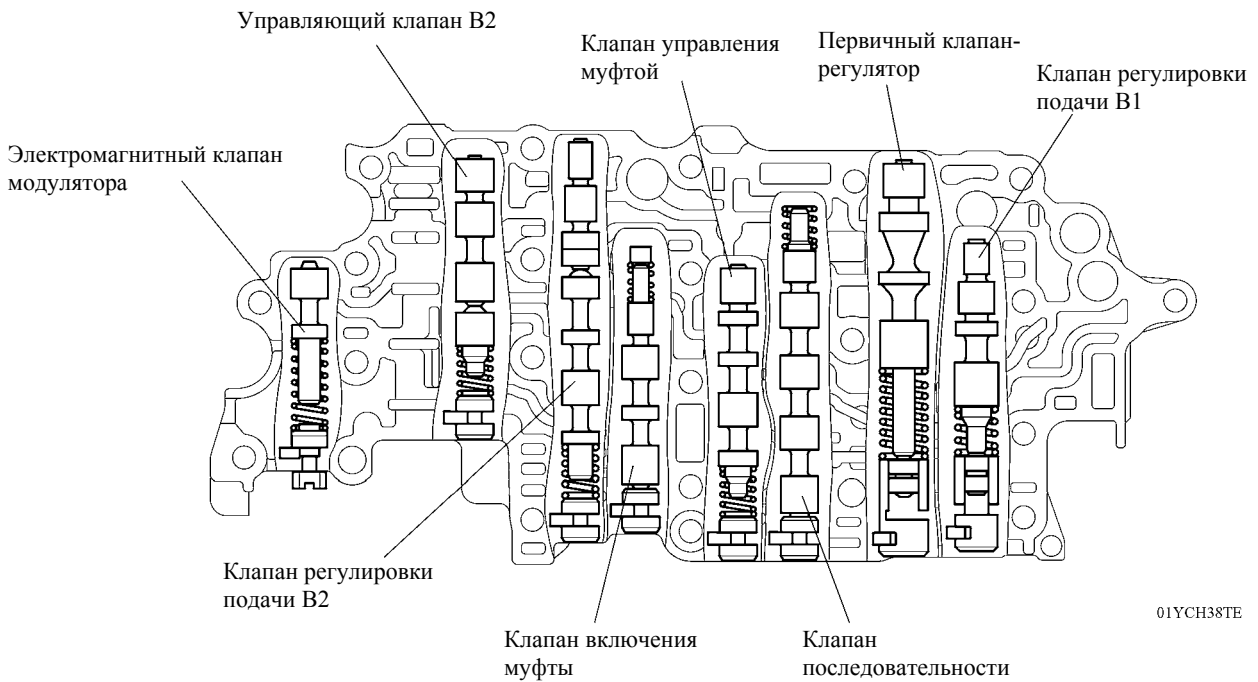 Управляющий клапан B2
Клапан управления
муфтой
Первичный клапан-
регулятор
Клапан регулировки
подачи B1
Электромагнитный клапан
модулятора
Клапан регулировки
подачи B2
Клапан включения
муфты
Клапан
последовательности
01YCH38TE